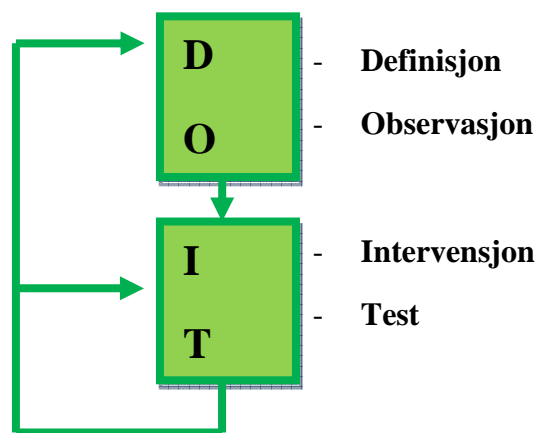 D - Definisjon
O - Observasjon
I - Intervensjon
T - Test